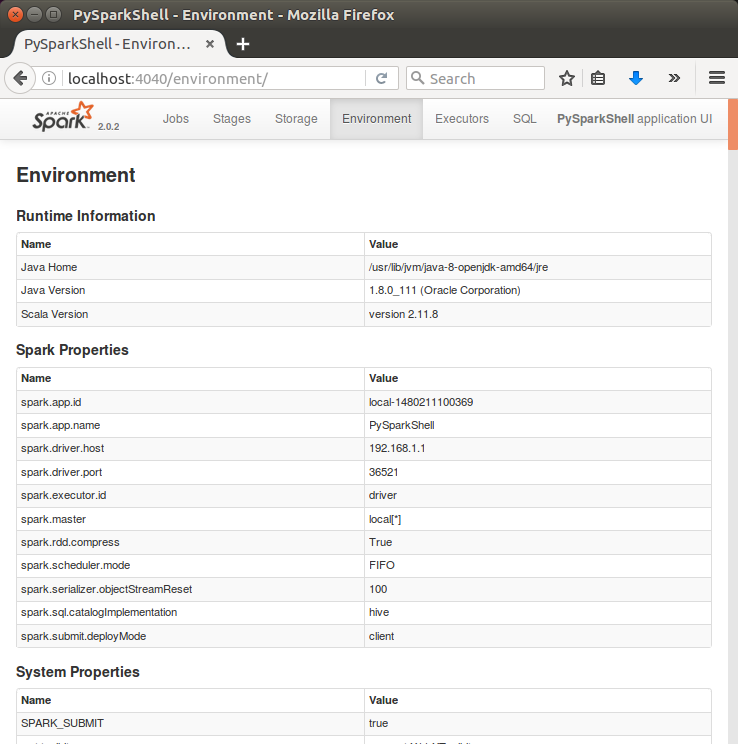 PySparkShell - Environment - Mozilla Firefox
PySparkShell - Environ...
localhost:4040/environment/
Search
APACHE
Spark 2.0.2
Jobs Stages Storage Environment Executors SQL PySparkShell application UI
Environment
Runtime Information
Name Value
Java Home /usr/lib/jvm/java-8-openjdk-amd64/jre
Java Version 1.8.0_111 (Oracle Corporation)
Scala Version version 2.11.8
Spark Properties
Name Value
spark.app.id local-1480211100369
spark.app.name PySparkShell
spark.driver.host 192.168.1.1
spark.driver.port 36521
spark.executor.id driver
spark.master local[*]
spark.rdd.compress True
spark.scheduler.mode FIFO
spark.serializer.objectStreamReset 100
spark.sql.catalogImplementation hive
spark.submit.deployMode client
System Properties
Name Value
SPARK_SUBMIT true